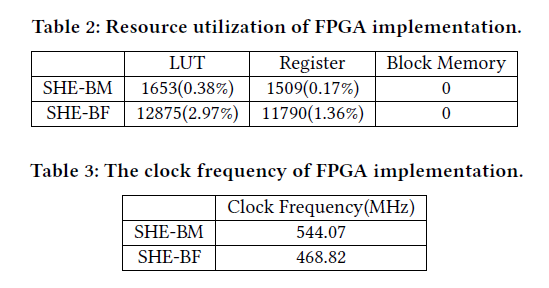 Table 2: Resource utilization of FPGA implementation.
LUT Register Block Memory
SHE-BM 1653(0.38%) 1509(0.17%) 0
SHE-BF 12875(2.97%) 11790(1.36%) 0
Table 3: The clock frequency of FPGA implementation.
Clock Frequency(MHz)
SHE-BM 544.07
SHE-BF 468.82